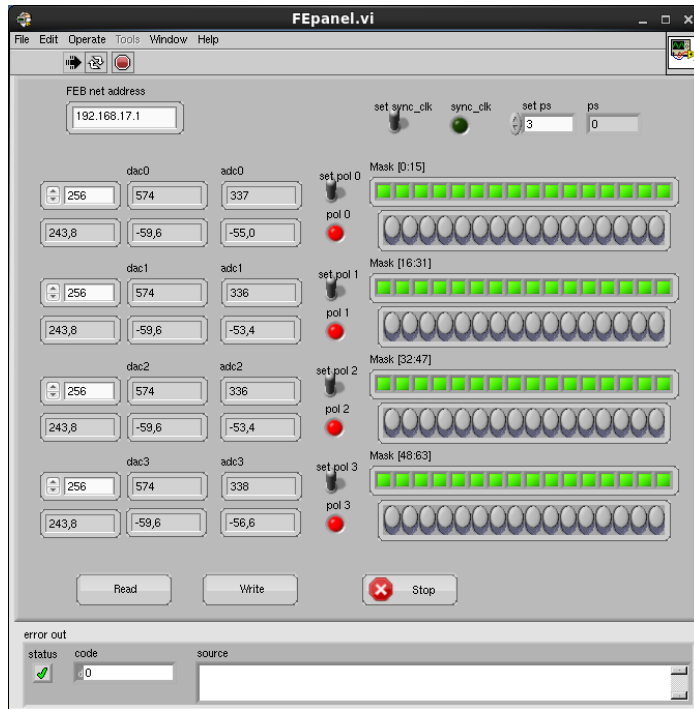 FEpanel.vi
File Edit Operate Tools Window Help
FEB net address
192.168.17.1
set sync_clk sync_clk set ps ps
3 0
dac0 adc0 set pol 0 Mask [0:15]
256 574 337
pol 0
243,8 -59,6 -55,0
dac1 adc1 set pol 1 Mask [16:31]
256 574 336
pol 1
243,8 -59,6 -53,4
dac2 adc2 set pol 2 Mask [32:47]
256 574 336
pol 2
243,8 -59,6 -53,4
dac3 adc3 set pol 3 Mask [48:63]
256 574 338
pol 3
243,8 -59,6 -56,6
Read Write Stop
error out
status code source
d 0